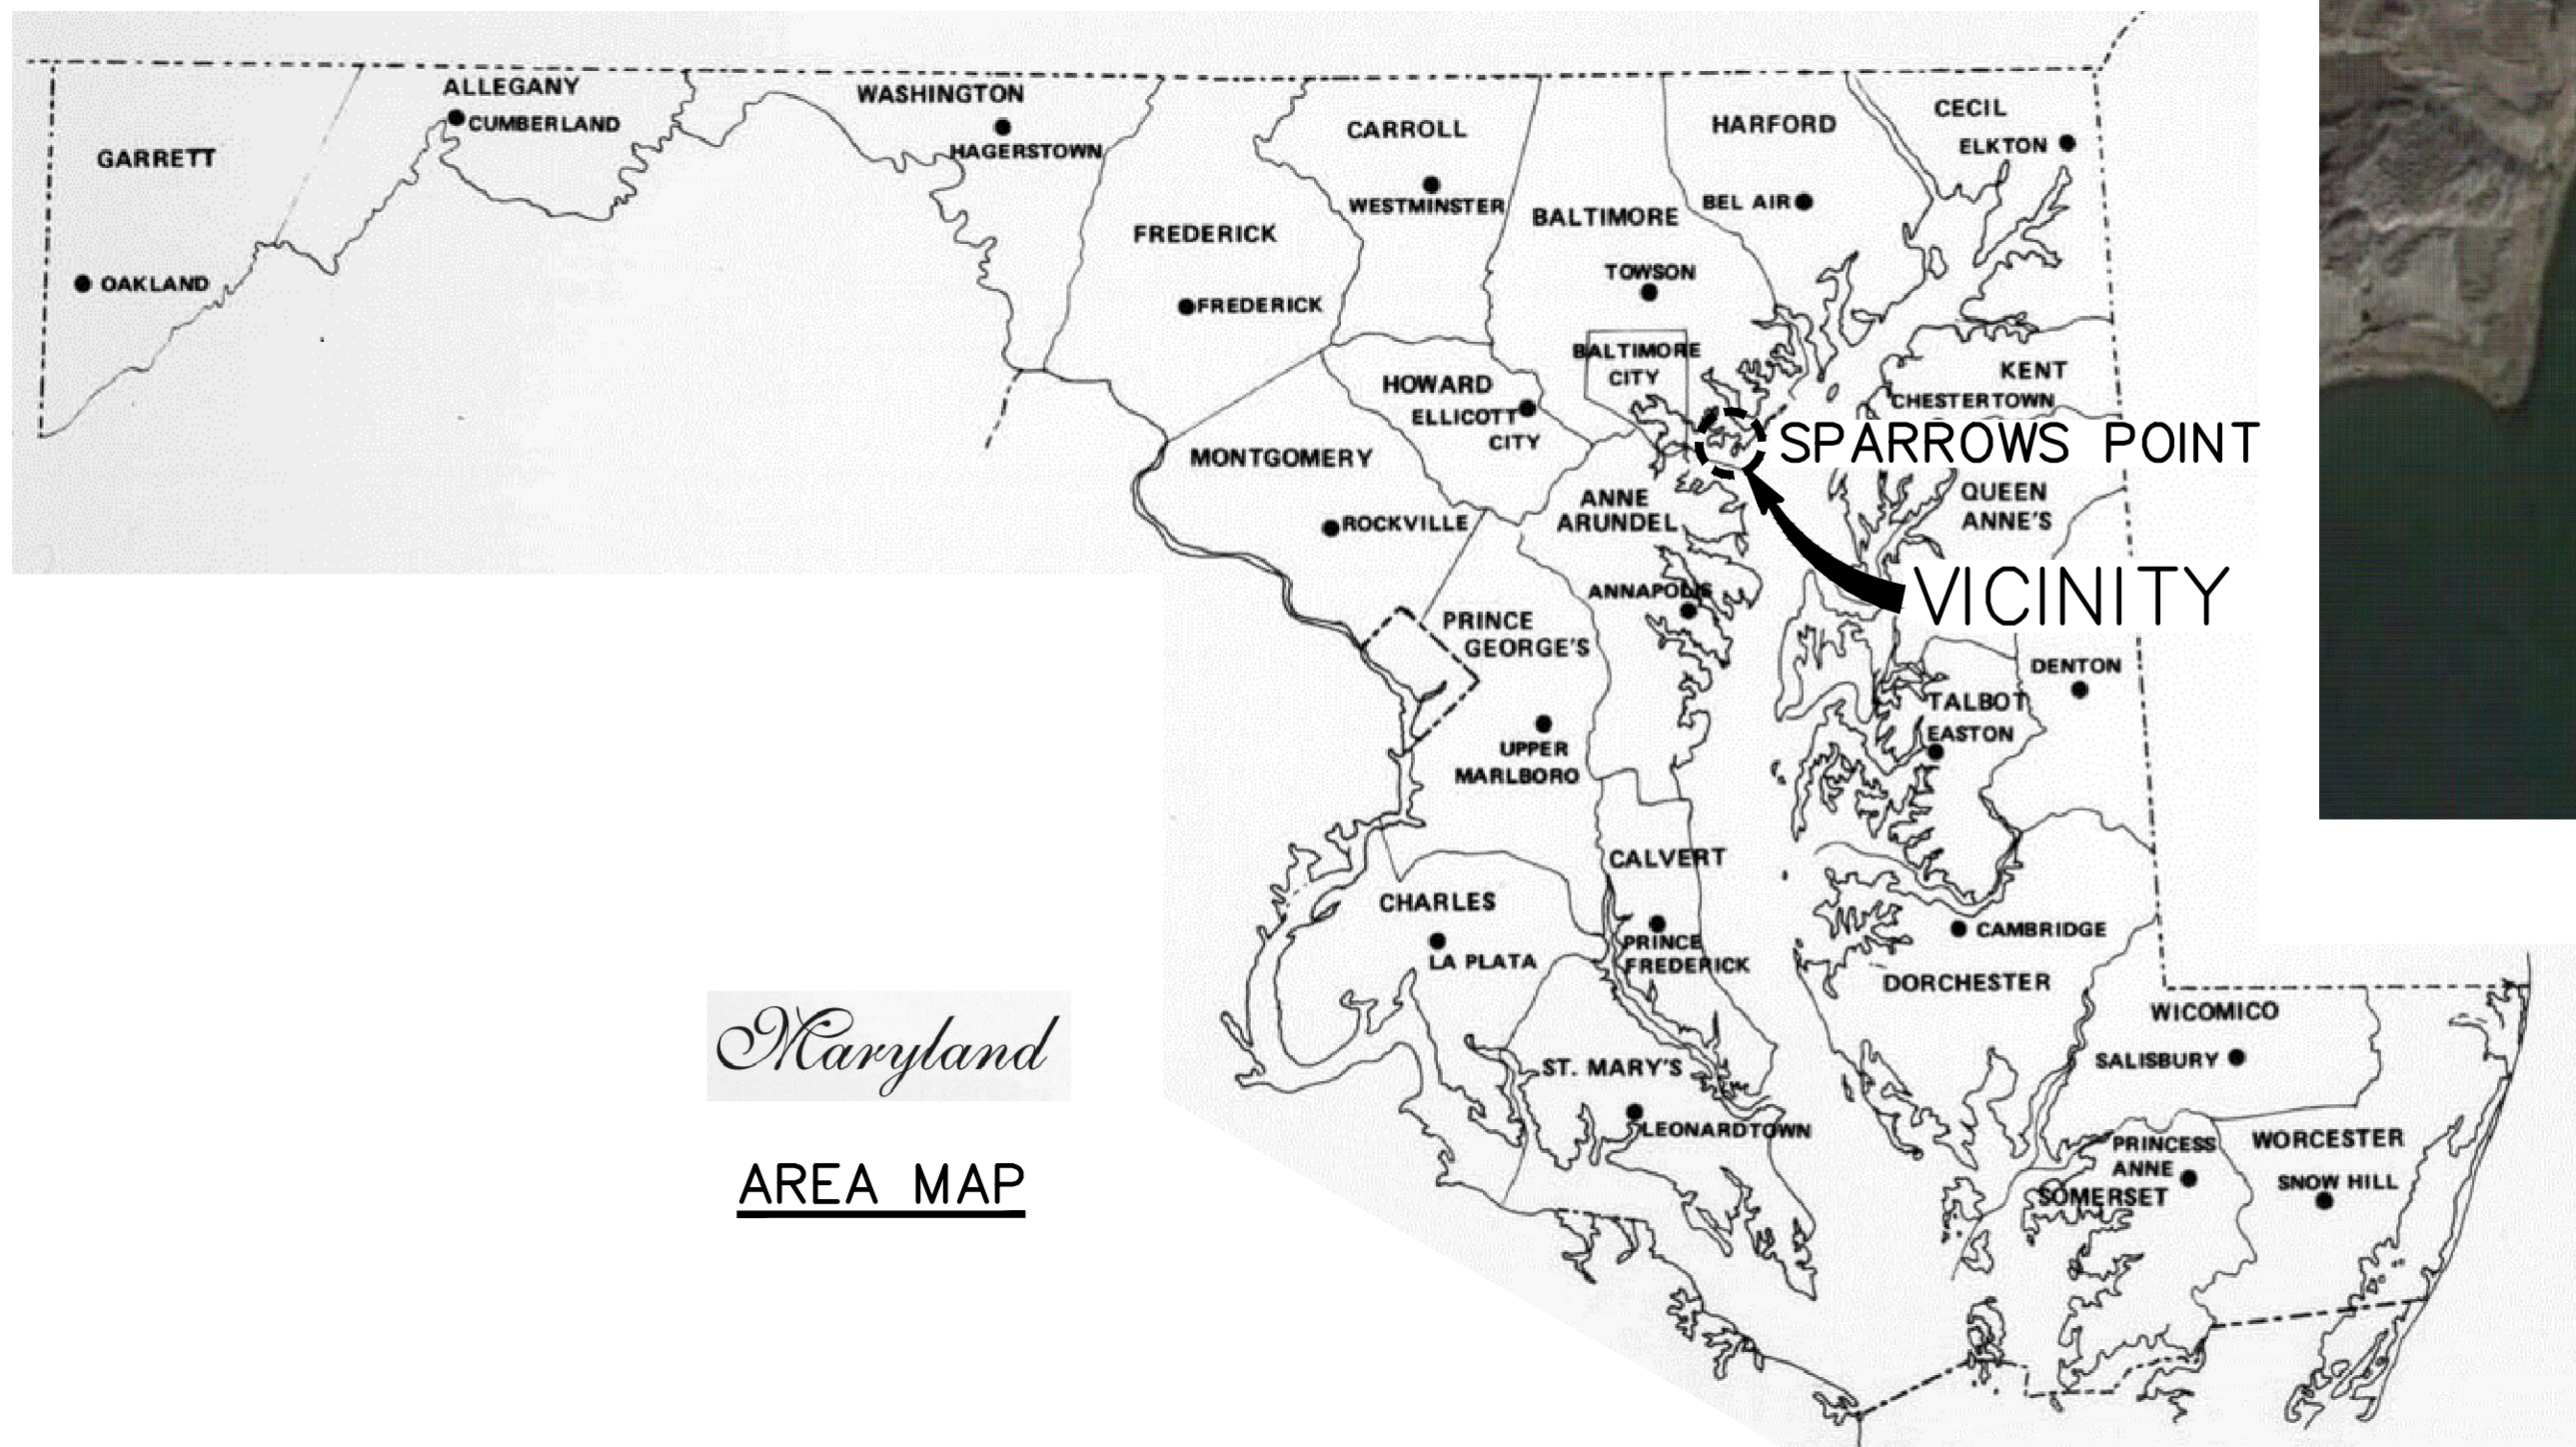 ALLEGANY
CUMBERLAND
GARRETT
OAKLAND
WASHINGTON
HAGERSTOWN
FREDERICK
FREDERICK
CARROLL
WESTMINSTER
BALTIMORE
TOWSON
BALTIMORE
CITY
HARFORD
BEL AIR
CECIL
ELKTON
KENT
CHESTERTOWN
HOWARD
ELLICOTT
CITY
SPARROWS POINT
MONTGOMERY
ROCKVILLE
ANNE
ARUNDEL
ANNAPOLIS
QUEEN
ANNE'S
VICINITY
PRINCE
GEORGE'S
UPPER
MARLBORO
DENTON
TALBOT
EASTON
CALVERT
PRINCE
FREDERICK
CHARLES
LA PLATA
CAMBRIDGE
DORCHESTER
ST. MARY'S
LEONARDTOWN
WICOMICO
SALISBURY
PRINCESS
ANNE
SOMERSET
WORCESTER
SNOW HILL
Maryland
AREA MAP